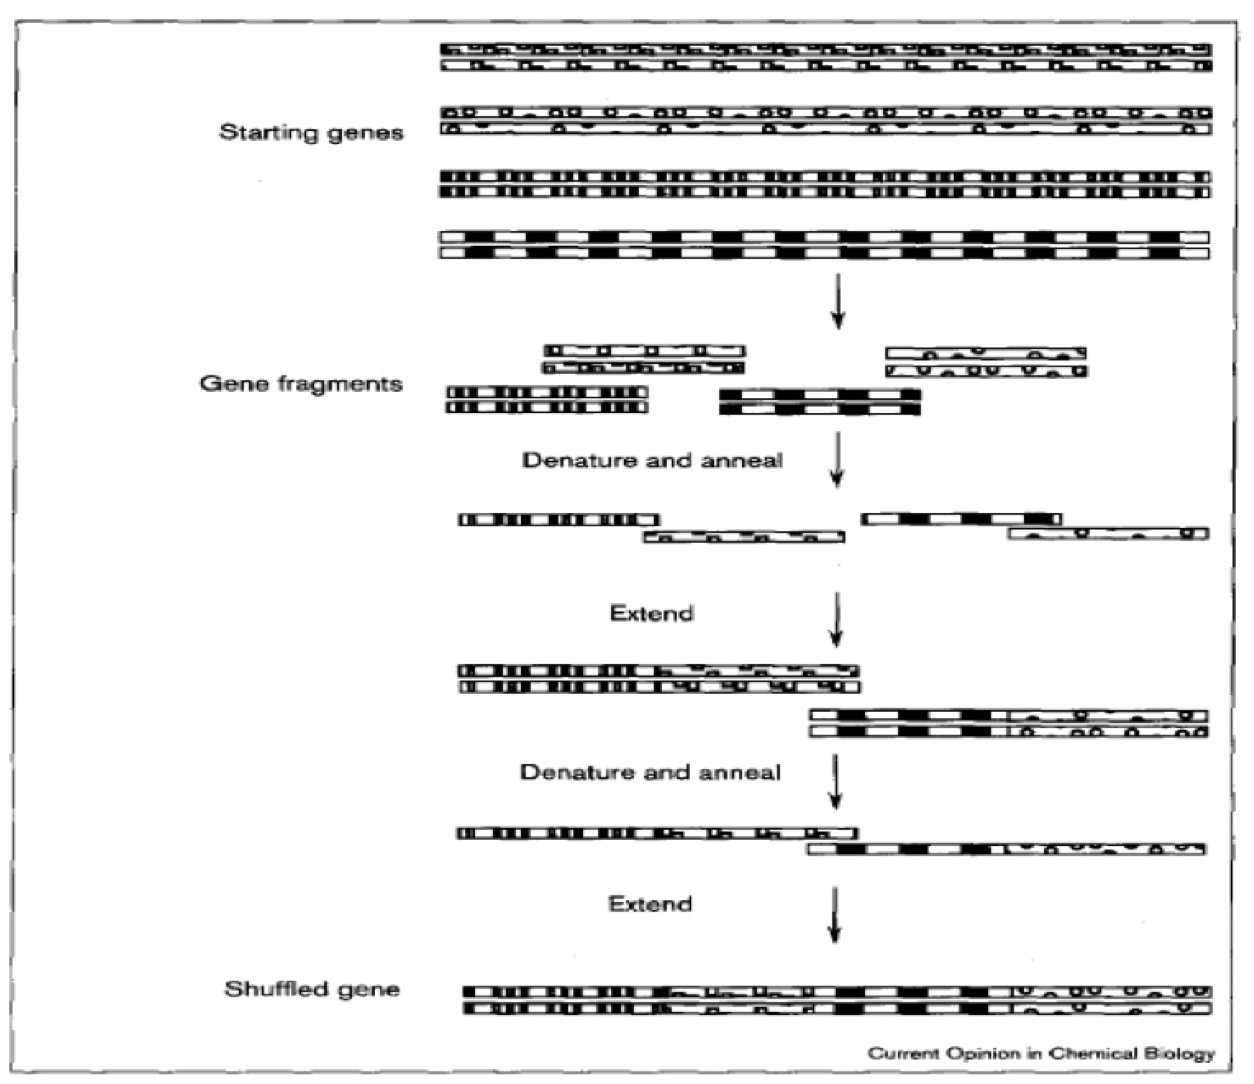 Starting genes
Gene fragments
Denature and anneal
Extend
Denature and anneal
Extend
Shuffled gene
Current Opinion in Chemical Biology